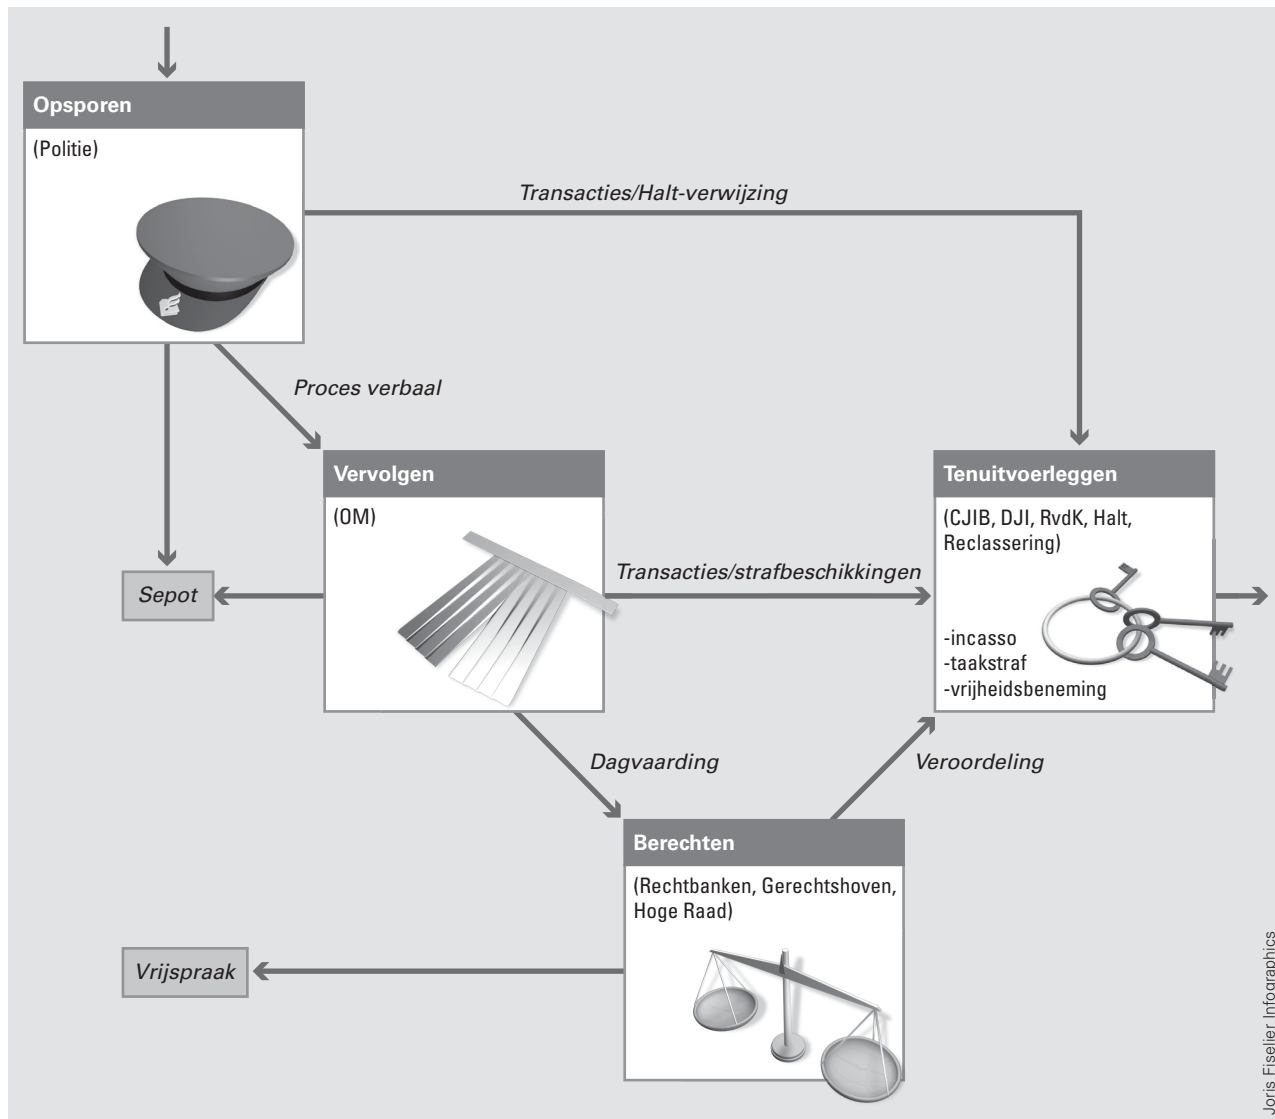 Opsporen
(Politie)
Transacties/Halt-verwijzing
Proces verbaal
Vervolgen
(OM)
Tenuitvoerleggen
(CJIB, DJI, RvdK, Halt,
Reclassering)
Transacties/strafbeschikkingen
Sepot
-incasso
-taakstraf
-vrijheidsbeneming
Dagvaarding
Veroordeling
Berechten
(Rechtbanken, Gerechtshoven,
Hoge Raad)
Vrijspraak
Joris Fiselier Infographics